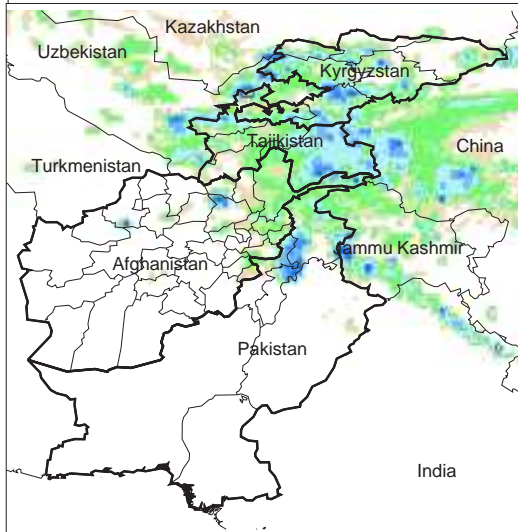 Kazakhstan
Uzbekistan
Kyrgyzstan
Tajikistan
China
Turkmenistan
Jammu Kashmir
Afghanistan
Pakistan
India